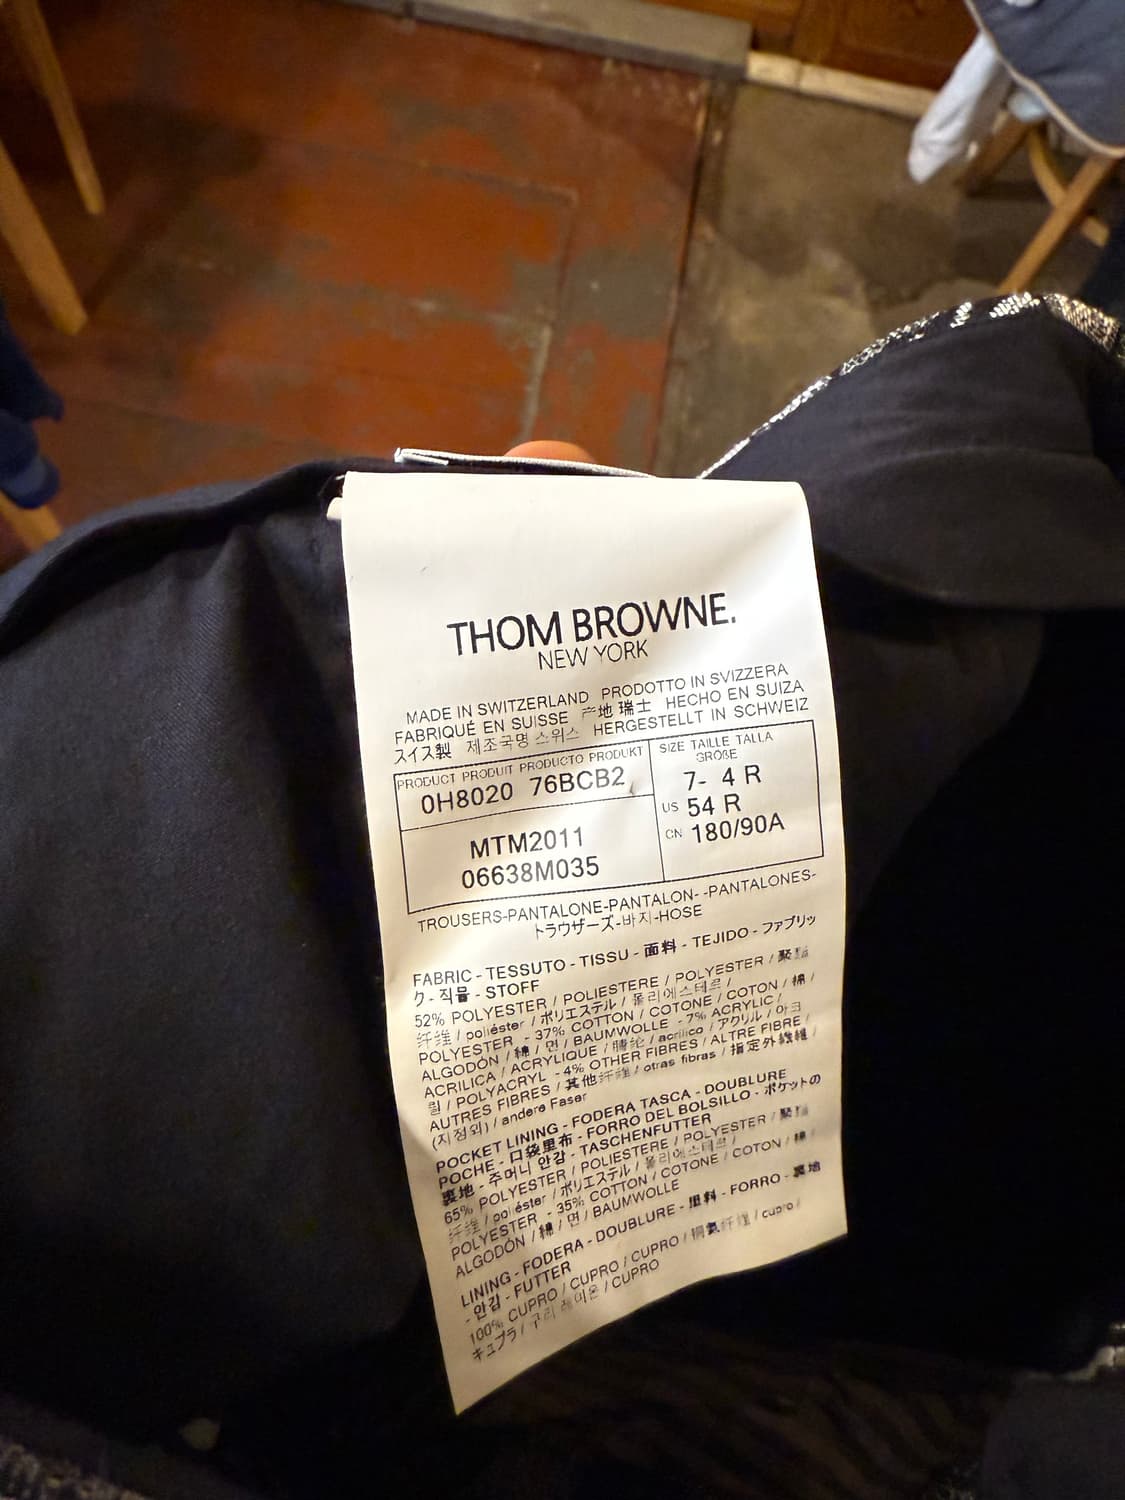 THOM BROWNE.
NEW YORK
MADE IN SWITZERLAND PRODOTTO IN SVIZZERA
FABRIQUÉ EN SUISSE 产地 瑞士 HECHO EN SUIZA
スイス製 제조국명 스위스 HERGESTELLT IN SCHWEIZ
PRODUCT PRODUIT PRODUCTO PRODUKT
0H8020 76BCB2
MTM2011
06638M035
SIZE TAILLE TALLA
GRÖßE
7- 4 R
US 54 R
CN 180/90A
TROUSERS-PANTALONE-PANTALON- -PANTALONES-
トラウザーズ-바지-HOSE
FABRIC - TESSUTO - TISSU - 面料 - TEJIDO - ファブリッ
ク - 직물 - STOFF
52% POLYESTER / POLIESTERE / POLYESTER / 聚酯
纤维 / poliéster / ポリエステル / 폴리에스테르 /
POLYESTER - 37% COTTON / COTONE / COTON / 棉 /
ALGODÓN / 綿 / 면 / BAUMWOLLE - 7% ACRYLIC /
ACRILICA / ACRYLIQUE / 腈纶 / acrílico / アクリル / 아크
릴 / POLYACRYL - 4% OTHER FIBRES / ALTRE FIBRE /
AUTRES FIBRES / 其他纤维 / otras fibras / 指定外繊維 /
(지정외) / andere Faser
POCKET LINING - FODERA TASCA - DOUBLURE
POCHE - 口袋里布 - FORRO DEL BOLSILLO - ポケットの
裏地 - 주머니 안감 - TASCHENFUTTER
65% POLYESTER / POLIESTERE / POLYESTER / 聚酯
纤维 / poliéster / ポリエステル / 폴리에스테르 /
POLYESTER - 35% COTTON / COTONE / COTON / 棉 /
ALGODÓN / 綿 / 면 / BAUMWOLLE
LINING - FODERA - DOUBLURE - 里料 - FORRO - 裏地
- 안감 - FUTTER
100% CUPRO / CUPRO / CUPRO / 铜氨纤维 / cupro /
キュプラ / 구리 레이온 / CUPRO